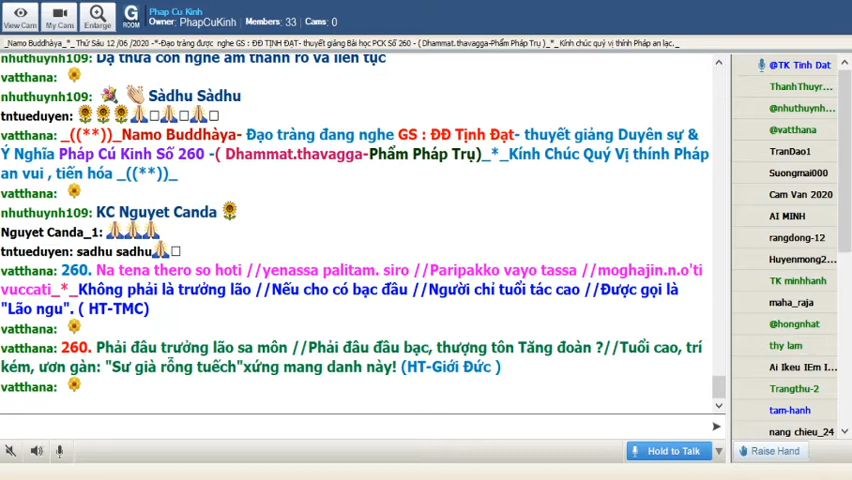 View Cam
My Cam
Enlarge
G
ROOM
Phap Cu Kinh
Owner: PhapCuKinh Members: 33 Cams: 0
_Namo Buddhàya_*_ Thứ Sáu 12 /06 /2020 -*-Đạo tràng được nghe GS : ĐĐ TỊNH ĐẠT- thuyết giảng Bài học PCK Số 260 - ( Dhammat.thavagga-Phẩm Pháp Trụ )_*_Kính chúc quý vị thính Pháp an lạc._
nhuthuynh109: Dạ thưa con nghe âm thanh rõ và liên tục
vatthana:
nhuthuynh109: Sàdhu Sàdhu
tntueduyen:
vatthana: _((**))_Namo Buddhàya- Đạo tràng đang nghe GS : ĐĐ Tịnh Đạt- thuyết giảng Duyên sự &
Ý Nghĩa Pháp Cú Kinh Số 260 -( Dhammat.thavagga-Phẩm Pháp Trụ)_*_Kính Chúc Quý Vị thính Pháp
an vui , tiến hóa _((**))_
vatthana:
nhuthuynh109: KC Nguyet Canda
Nguyet Canda_1:
tntueduyen: sadhu sadhu
vatthana: 260. Na tena thero so hoti //yenassa palitam. siro //Paripakko vayo tassa //moghajin.n.o'ti
vuccati_*_Không phải là trưởng lão //Nếu cho có bạc đầu //Người chỉ tuổi tác cao //Được gọi là
"Lão ngu". ( HT-TMC)
vatthana:
vatthana: 260. Phải đâu trưởng lão sa môn //Phải đâu đầu bạc, thượng tôn Tăng đoàn ?//Tuổi cao, trí
kém, ươn gàn: "Sư già rỗng tuếch"xứng mang danh này! (HT-Giới Đức )
vatthana:
@TK Tinh Dat
ThanhThuyr...
@nhuthuynh...
@vatthana
TranDao1
Suongmai000
Cam Van 2020
AI MINH
rangdong-12
Huyenmong2...
TK minhhanh
maha_raja
@hongnhat
thy lam
Ai Ikeu IEm I...
Trangthu-2
tam-hanh
nang chieu_24
Hold to Talk
Raise Hand